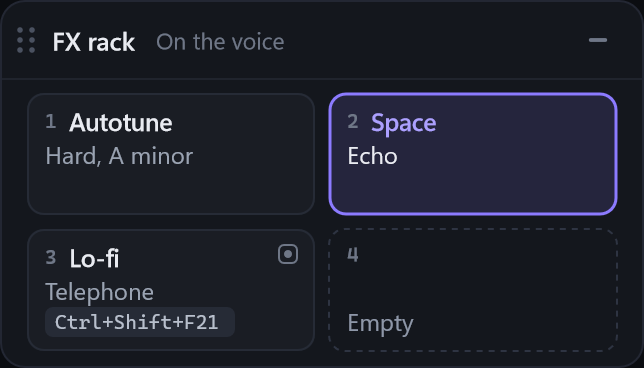 FX rack On the voice
1 Autotune
Hard, A minor
2 Space
Echo
3 Lo-fi
Telephone
Ctrl+Shift+F21
4
Empty